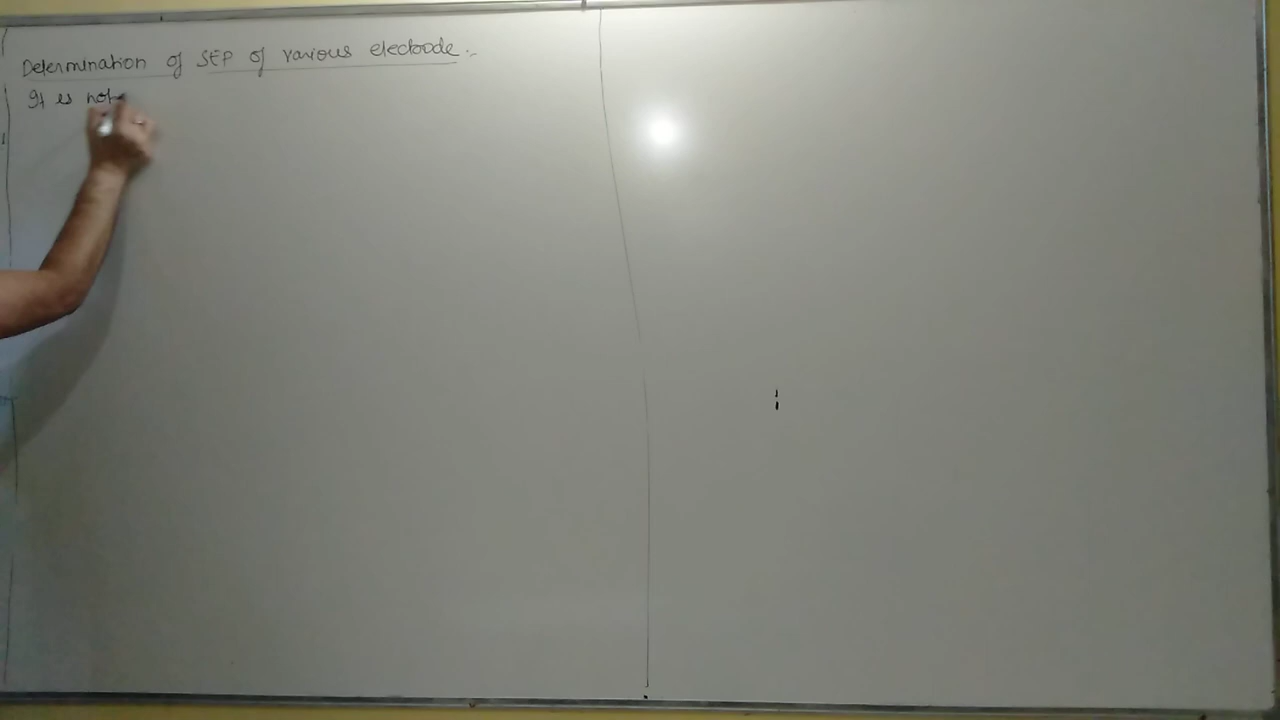 Determination of SEP of various electrode :-
It is not